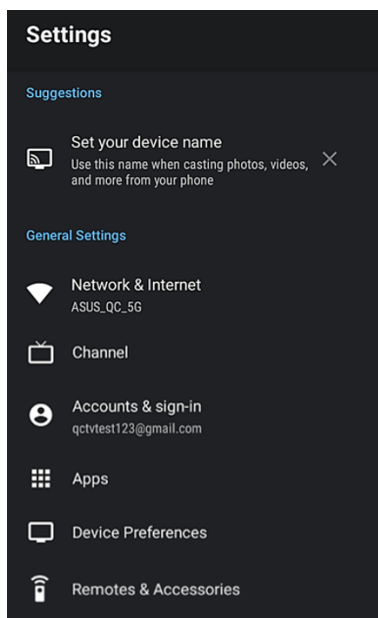 Settings
Suggestions
Set your device name
Use this name when casting photos, videos,
and more from your phone
General Settings
Network & Internet
ASUS_QC_5G
Channel
Accounts & sign-in
qctvtest123@gmail.com
Apps
Device Preferences
Remotes & Accessories